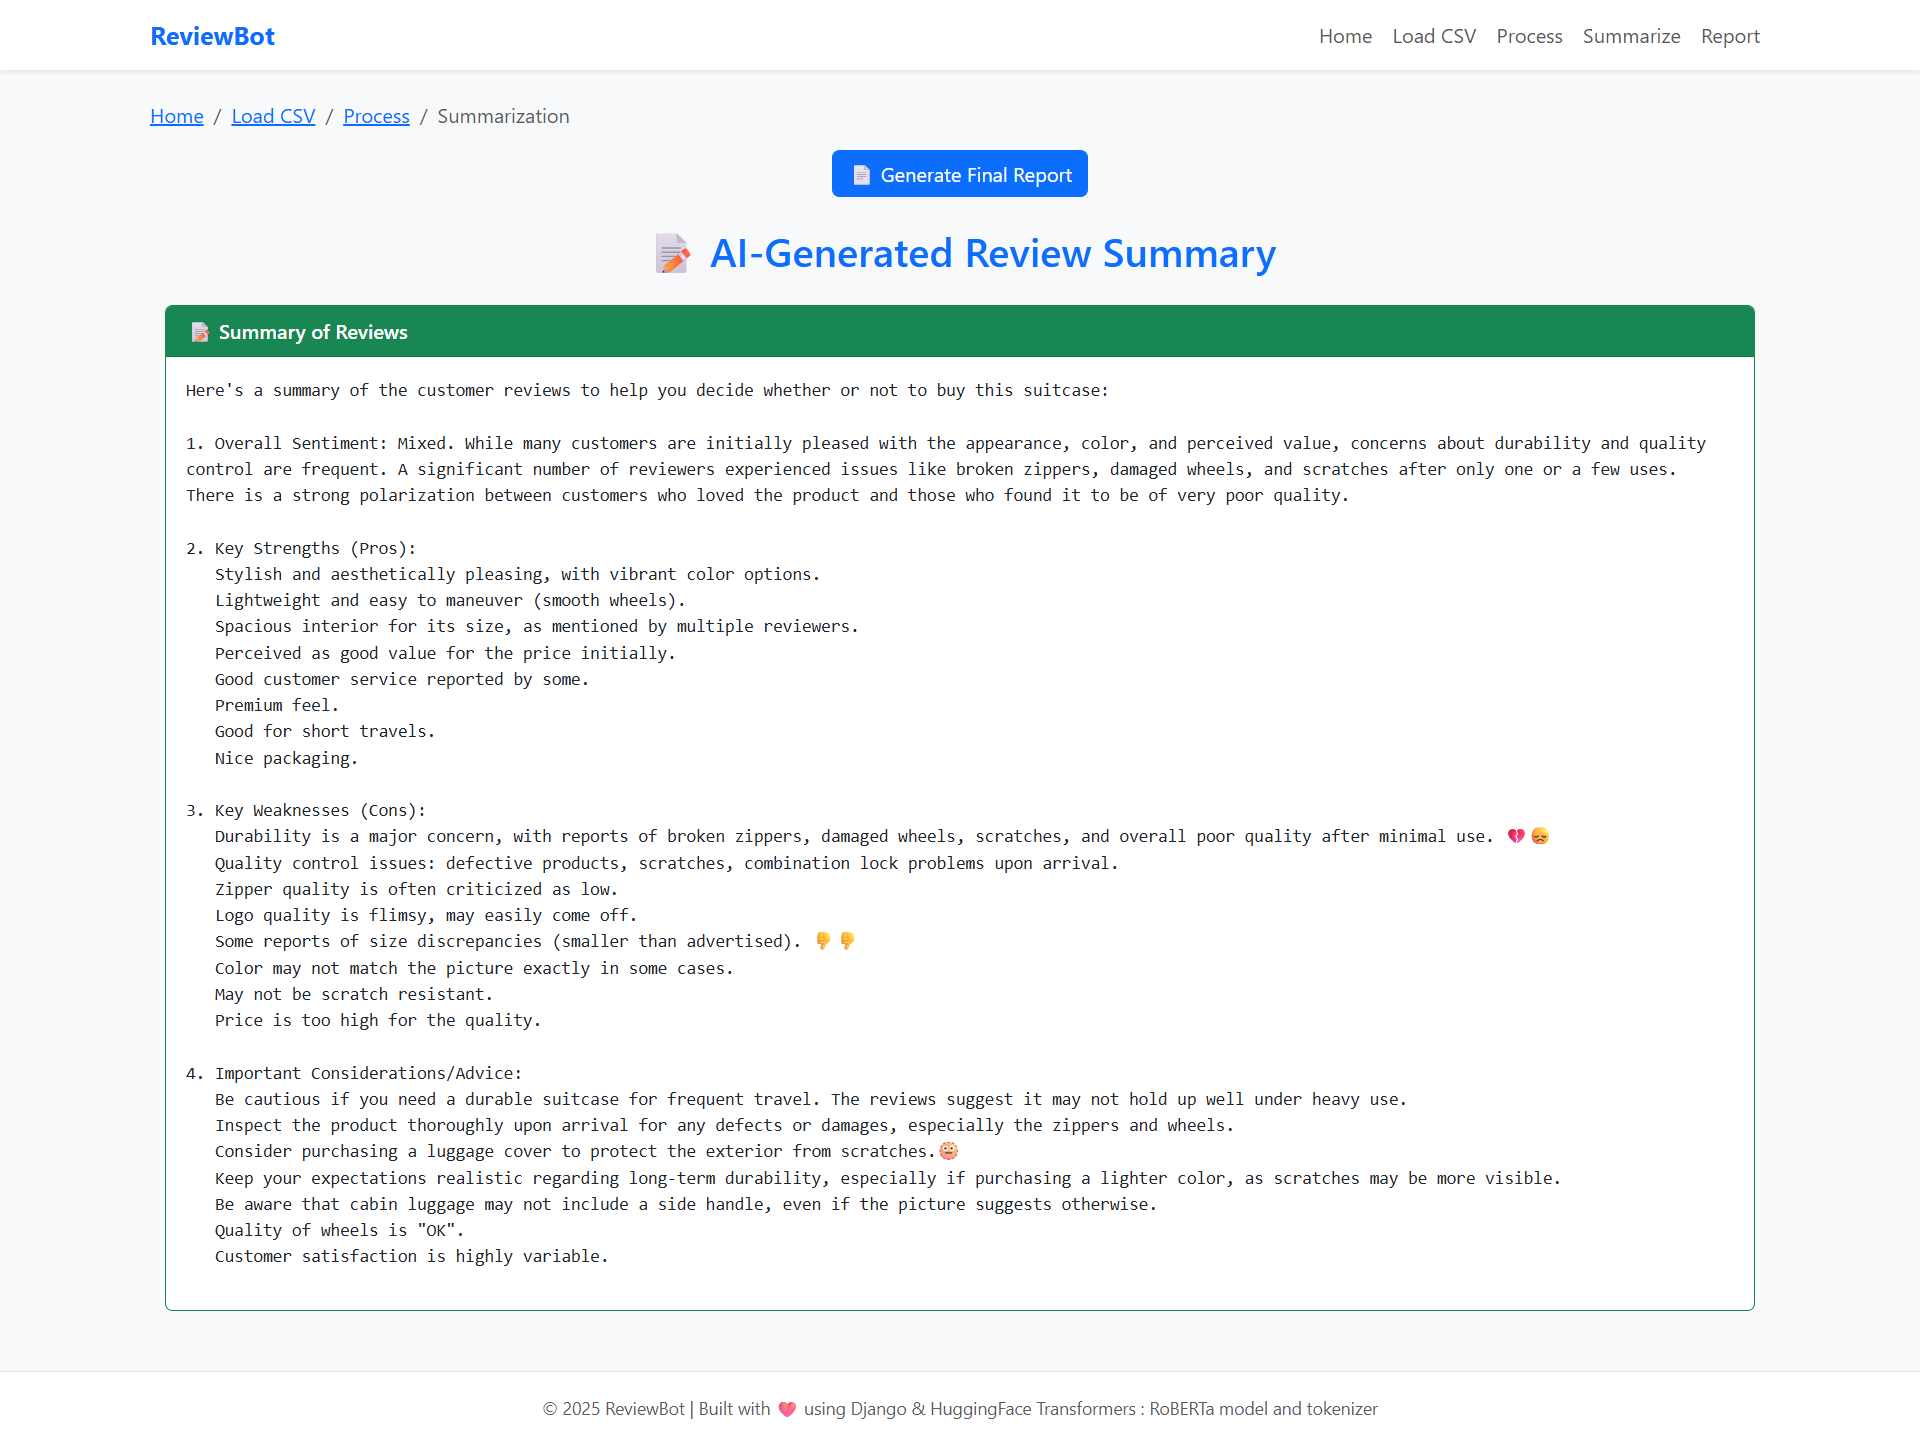 ReviewBot
Home Load CSV Process Summarize Report
Home / Load CSV / Process / Summarization
📄 Generate Final Report
📝 AI-Generated Review Summary
📝 Summary of Reviews
Here's a summary of the customer reviews to help you decide whether or not to buy this suitcase:
1. Overall Sentiment: Mixed. While many customers are initially pleased with the appearance, color, and perceived value, concerns about durability and quality
control are frequent. A significant number of reviewers experienced issues like broken zippers, damaged wheels, and scratches after only one or a few uses.
There is a strong polarization between customers who loved the product and those who found it to be of very poor quality.
2. Key Strengths (Pros):
Stylish and aesthetically pleasing, with vibrant color options.
Lightweight and easy to maneuver (smooth wheels).
Spacious interior for its size, as mentioned by multiple reviewers.
Perceived as good value for the price initially.
Good customer service reported by some.
Premium feel.
Good for short travels.
Nice packaging.
3. Key Weaknesses (Cons):
Durability is a major concern, with reports of broken zippers, damaged wheels, scratches, and overall poor quality after minimal use. 💔😞
Quality control issues: defective products, scratches, combination lock problems upon arrival.
Zipper quality is often criticized as low.
Logo quality is flimsy, may easily come off.
Some reports of size discrepancies (smaller than advertised). 👎👎
Color may not match the picture exactly in some cases.
May not be scratch resistant.
Price is too high for the quality.
4. Important Considerations/Advice:
Be cautious if you need a durable suitcase for frequent travel. The reviews suggest it may not hold up well under heavy use.
Inspect the product thoroughly upon arrival for any defects or damages, especially the zippers and wheels.
Consider purchasing a luggage cover to protect the exterior from scratches.
Keep your expectations realistic regarding long-term durability, especially if purchasing a lighter color, as scratches may be more visible.
Be aware that cabin luggage may not include a side handle, even if the picture suggests otherwise.
Quality of wheels is "OK".
Customer satisfaction is highly variable.
© 2025 ReviewBot | Built with 💖 using Django & HuggingFace Transformers : RoBERTa model and tokenizer